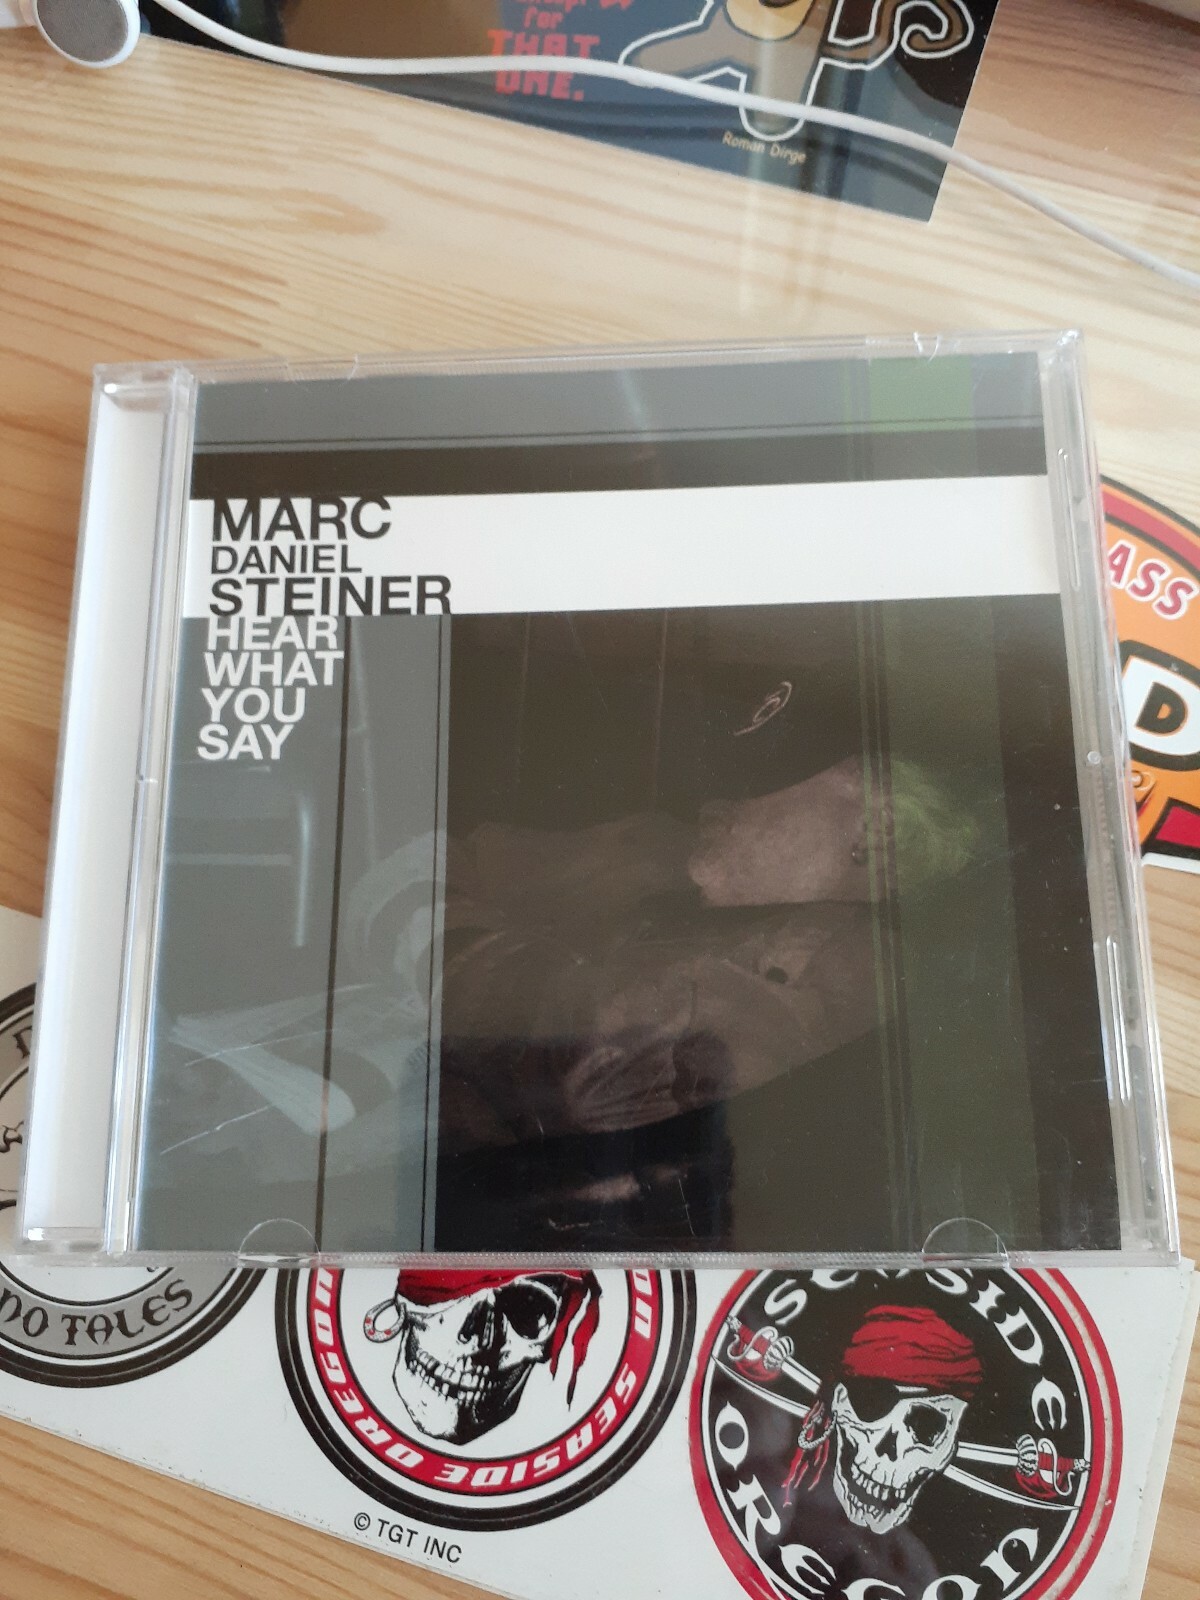 for
THAT
ONE.
Roman Dirge
MARC
DANIEL
STEINER
HEAR
WHAT
YOU
SAY
ASS
D
NO TALES
SEASIDE OREGON
© TGT INC
SEASIDE
OREGON